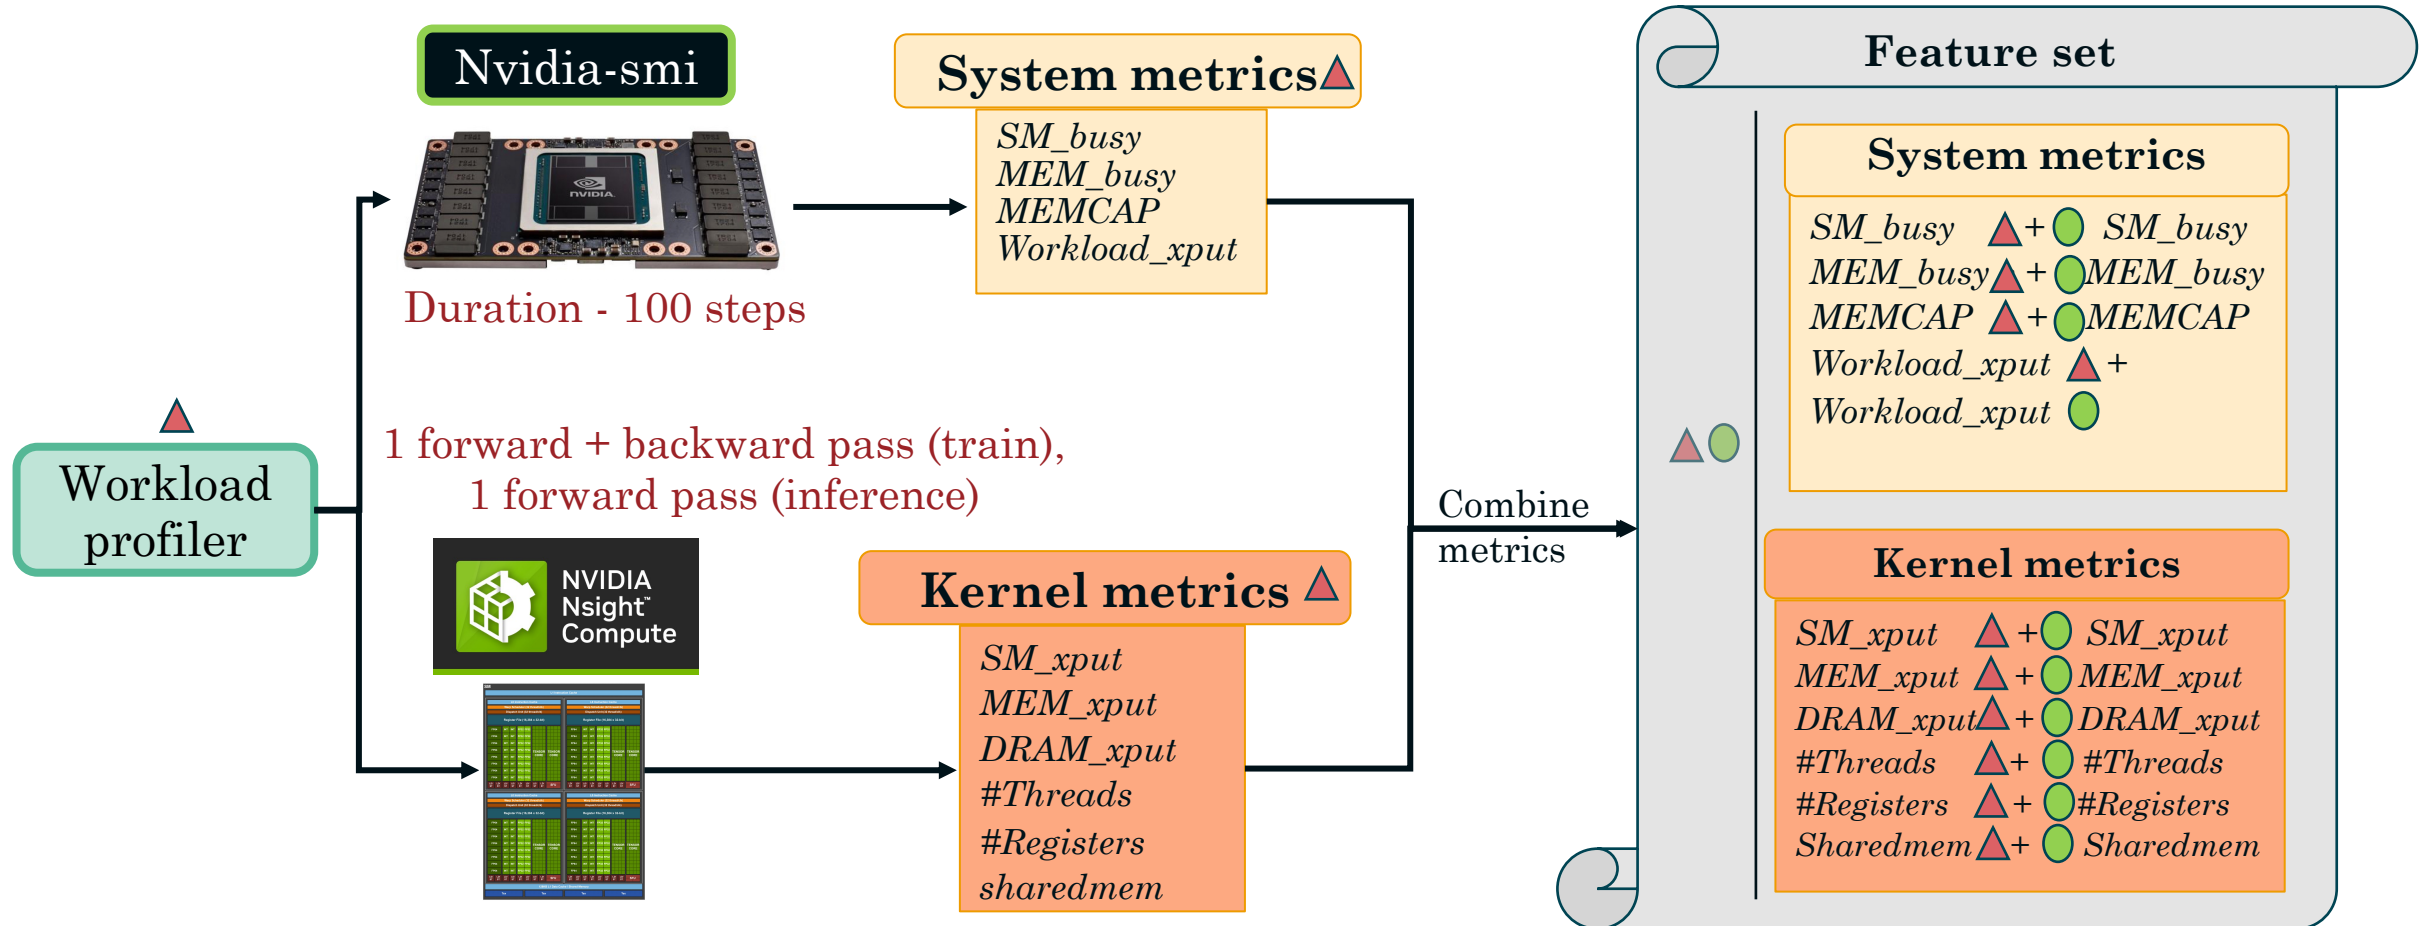 Nvidia-smi
NVIDIA
Duration - 100 steps
System metrics
SM_busy
MEM_busy
MEMCAP
Workload_xput
Workload
profiler
1 forward + backward pass (train),
1 forward pass (inference)
NVIDIA
Nsight™
Compute
Kernel metrics
SM_xput
MEM_xput
DRAM_xput
#Threads
#Registers
sharedmem
Combine
metrics
Feature set
System metrics
SM_busy + SM_busy
MEM_busy + MEM_busy
MEMCAP + MEMCAP
Workload_xput +
Workload_xput
Kernel metrics
SM_xput + SM_xput
MEM_xput + MEM_xput
DRAM_xput + DRAM_xput
#Threads + #Threads
#Registers + #Registers
Sharedmem + Sharedmem